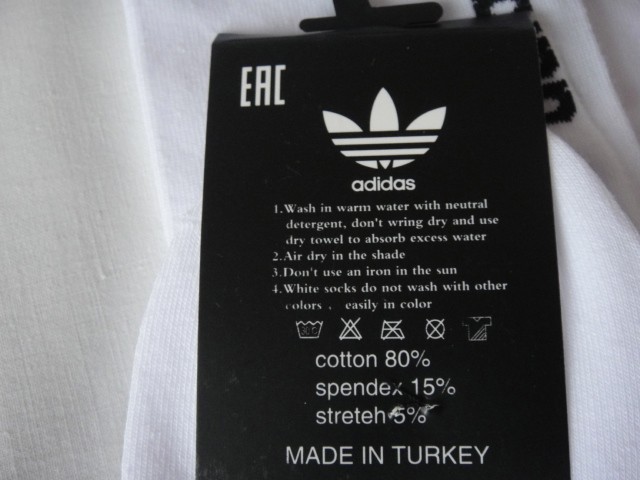 EAC
adidas
1.Wash in warm water with neutral
detergent, don't wring dry and use
dry towel to absorb excess water
2.Air dry in the shade
3.Don't use an iron in the sun
4.White socks do not wash with other
colors . easily in color
cotton 80%
spendex 15%
streteh 5%
MADE IN TURKEY